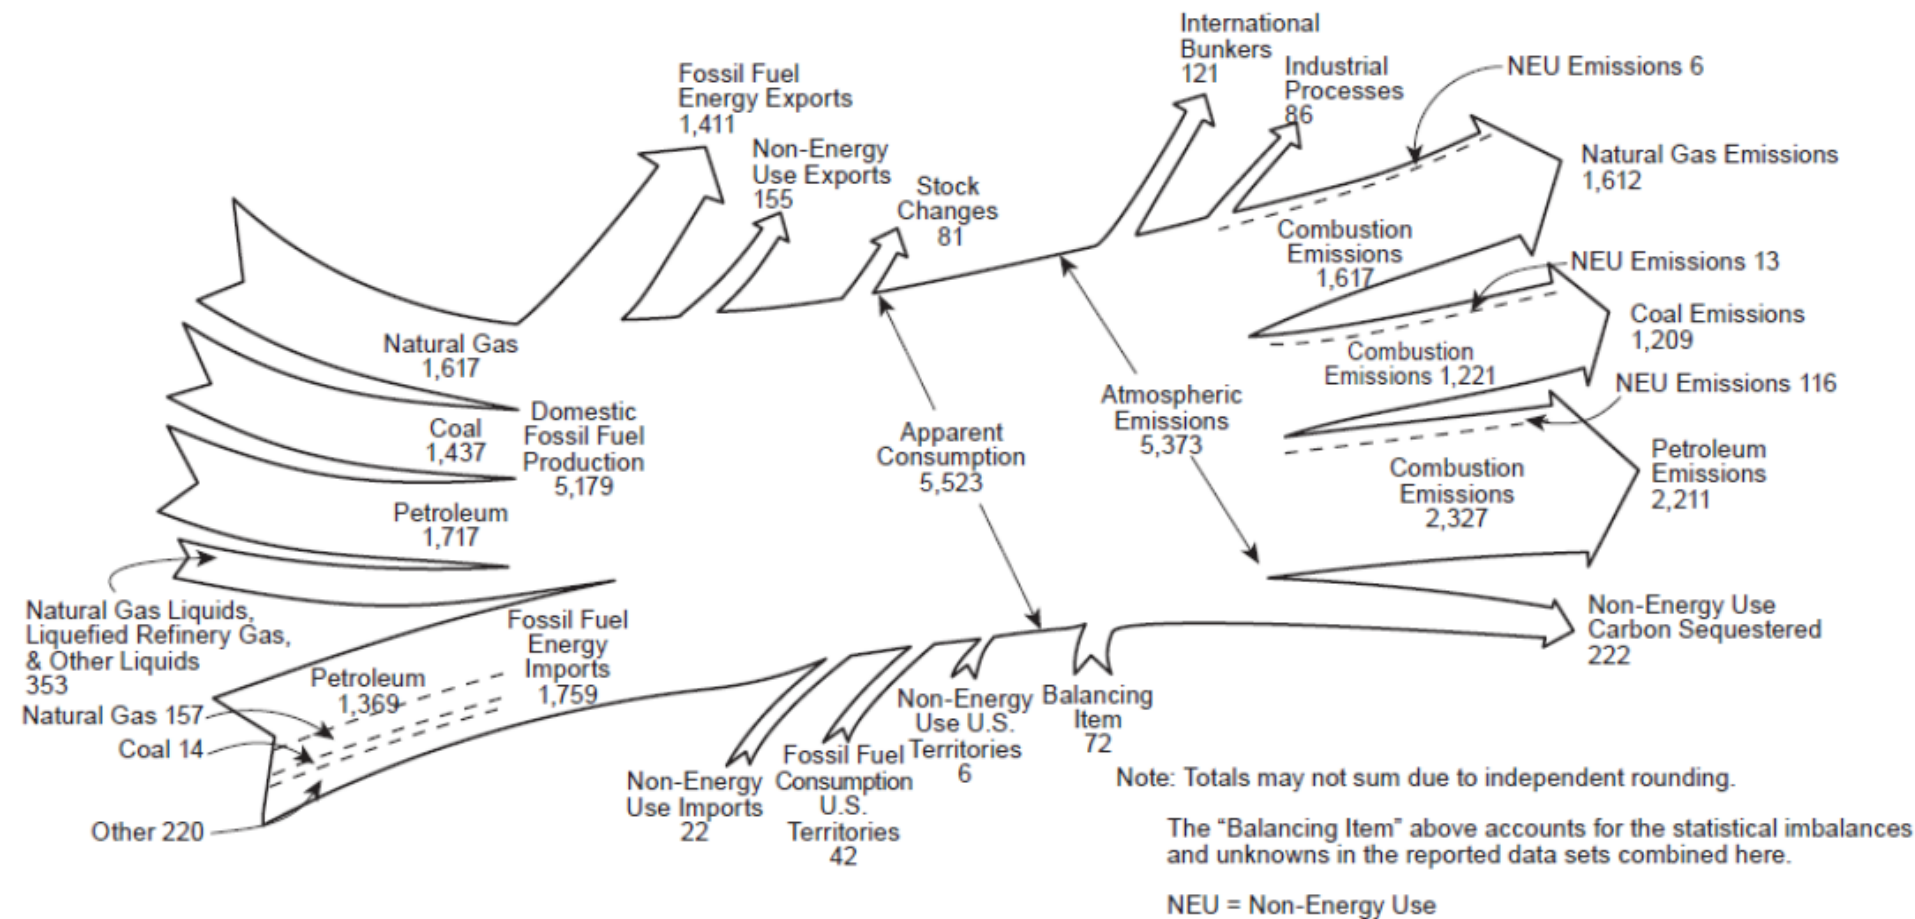 International
Bunkers
121
Industrial
Processes
86
NEU Emissions 6
Fossil Fuel
Energy Exports
1,411
Non-Energy
Use Exports
155
Stock
Changes
81
Natural Gas Emissions
1,612
Combustion
Emissions
1,617
NEU Emissions 13
Coal Emissions
1,209
Combustion
Emissions 1,221
NEU Emissions 116
Natural Gas
1,617
Coal
1,437
Domestic
Fossil Fuel
Production
5,179
Petroleum
1,717
Apparent
Consumption
5,523
Atmospheric
Emissions
5,373
Combustion
Emissions
2,327
Petroleum
Emissions
2,211
Natural Gas Liquids,
Liquefied Refinery Gas,
& Other Liquids
353
Fossil Fuel
Energy
Imports
1,759
Petroleum
1,369
Natural Gas 157
Coal 14
Other 220
Non-Energy
Use Imports
22
Fossil Fuel
Consumption
U.S.
Territories
42
Non-Energy
Use U.S.
Territories
6
Balancing
Item
72
Non-Energy Use
Carbon Sequestered
222
Note: Totals may not sum due to independent rounding.
The “Balancing Item” above accounts for the statistical imbalances
and unknowns in the reported data sets combined here.
NEU = Non-Energy Use